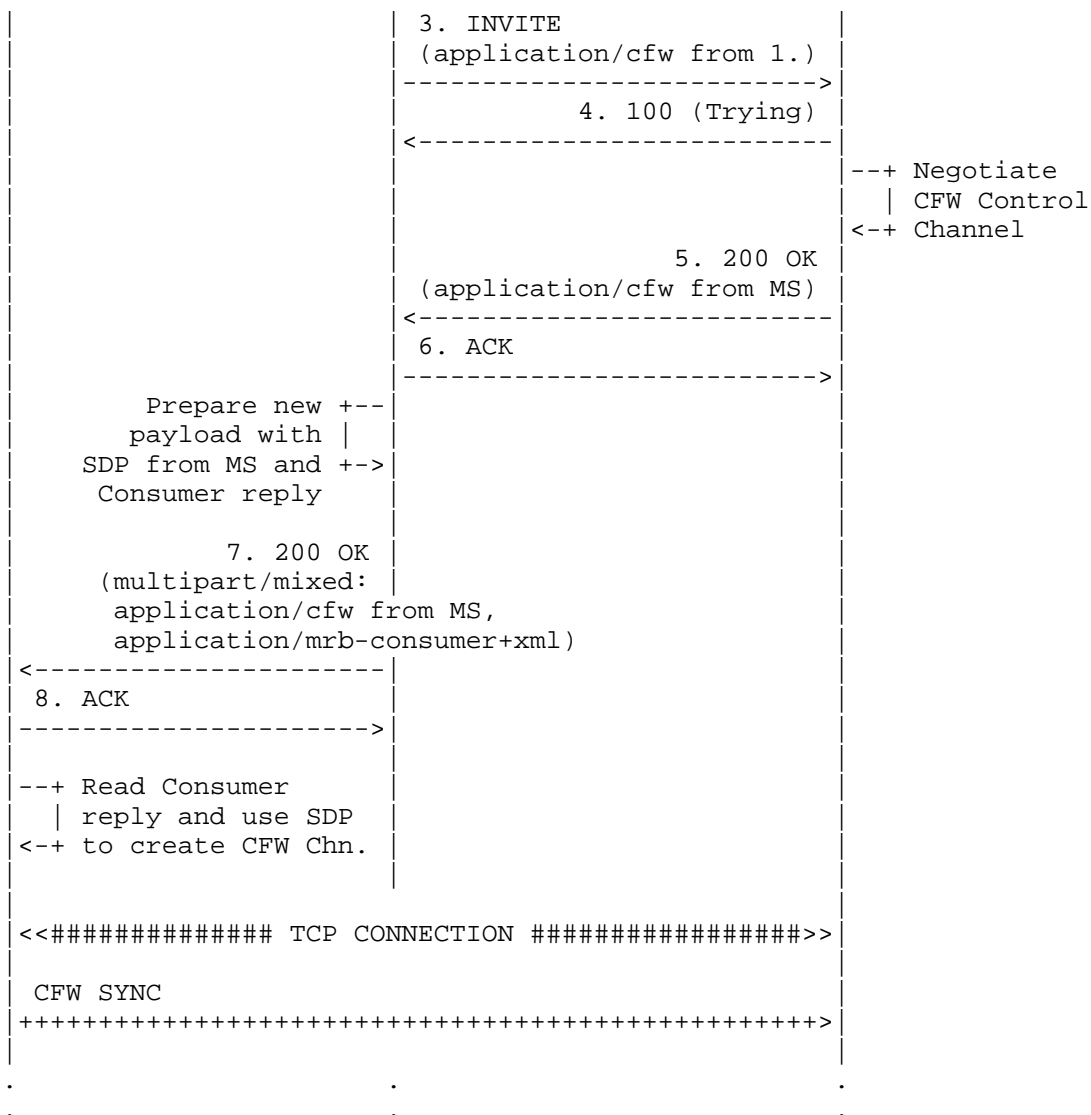 3. INVITE
(application/cfw from 1.)
-------------------------->
4. 100 (Trying)
<--------------------------
--+ Negotiate
| CFW Control
<-+ Channel
5. 200 OK
(application/cfw from MS)
<--------------------------
6. ACK
-------------------------->
Prepare new +--
payload with |
SDP from MS and +->
Consumer reply
7. 200 OK
(multipart/mixed:
application/cfw from MS,
application/mrb-consumer+xml)
<----------------------
8. ACK
---------------------->
--+ Read Consumer
| reply and use SDP
<-+ to create CFW Chn.
<<############## TCP CONNECTION #################>>
CFW SYNC
++++++++++++++++++++++++++++++++++++++++++++++++++>